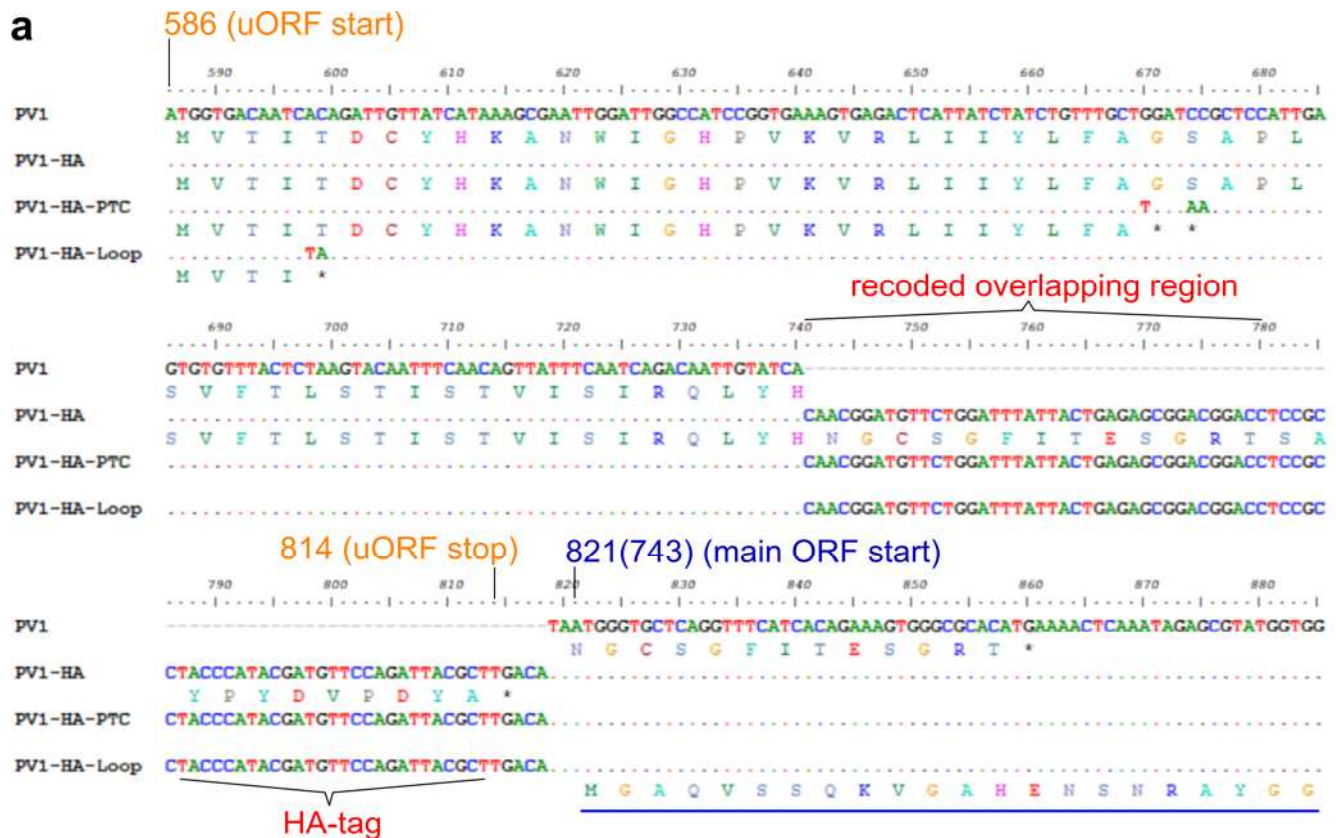 a
586 (uORF start)
590 600 610 620 630 640 650 660 670 680
PV1 ATGGTGACAATCACAGATTGTTATCATAAAGCGAATTGGATTGGCCATCCGGTGAAAGTGAGACTCATTATCTATCTGTTTGCTGGATCCGCTCCATTGA
M V T I T D C Y H K A N W I G H P V K V R L I I Y L F A G S A P L
PV1-HA
M V T I T D C Y H K A N W I G H P V K V R L I I Y L F A G S A P L
PV1-HA-PTC T AA
M V T I T D C Y H K A N W I G H P V K V R L I I Y L F A * *
PV1-HA-Loop TA
M V T I *
recoded overlapping region
690 700 710 720 730 740 750 760 770 780
PV1 GTGTGTTTACTCTAAGTACAATTTCAACAGTTATTTCAATCAGACAATTGTATCA
S V F T L S T I S T V I S I R Q L Y H
PV1-HA CAACGGATGTTCTGGATTTATTACTGAGAGCGGACGGACCTCCGC
S V F T L S T I S T V I S I R Q L Y H N G C S G F I T E S G R T S A
PV1-HA-PTC CAACGGATGTTCTGGATTTATTACTGAGAGCGGACGGACCTCCGC
PV1-HA-Loop CAACGGATGTTCTGGATTTATTACTGAGAGCGGACGGACCTCCGC
814 (uORF stop) 821(743) (main ORF start)
790 800 810 820 830 840 850 860 870 880
PV1 TAATGGGTGCTCAGGTTTCATCACAGAAAGTGGGCGCACATGAAAACTCAAATAGAGCGTATGGTGG
N G C S G F I T E S G R T *
PV1-HA CTACCCATACGATGTTCCAGATTACGCTTGACA
Y P Y D V P D Y A *
PV1-HA-PTC CTACCCATACGATGTTCCAGATTACGCTTGACA
PV1-HA-Loop CTACCCATACGATGTTCCAGATTACGCTTGACA
M G A Q V S S Q K V G A H E N S N R A Y G G
HA-tag